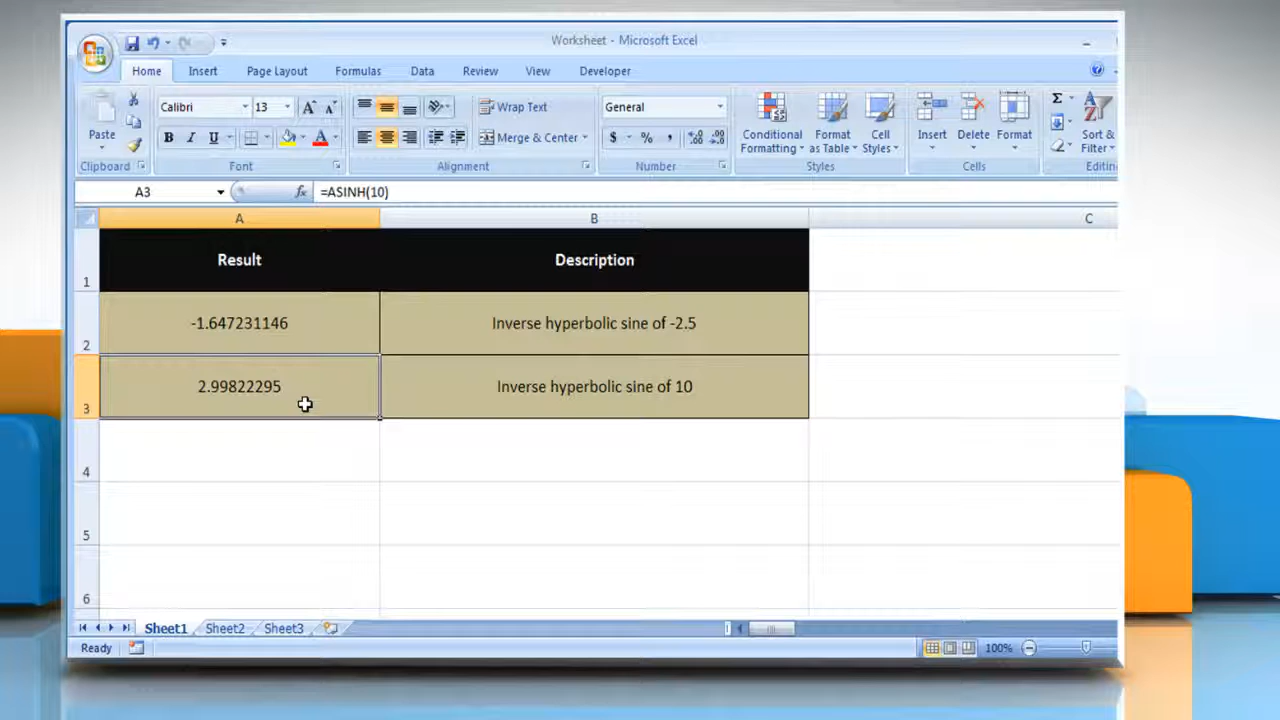 Worksheet - Microsoft Excel
Home Insert Page Layout Formulas Data Review View Developer
Calibri 13 Wrap Text General
Paste B I U Merge & Center $ % , Conditional Formatting Format as Table Cell Styles Insert Delete Format Σ Sort & Filter
Clipboard Font Alignment Number Styles Cells Editin
A3 fx =ASINH(10)
A B C
1 Result Description
2 -1.647231146 Inverse hyperbolic sine of -2.5
3 2.99822295 Inverse hyperbolic sine of 10
4
5
6
Sheet1 Sheet2 Sheet3
Ready 100%